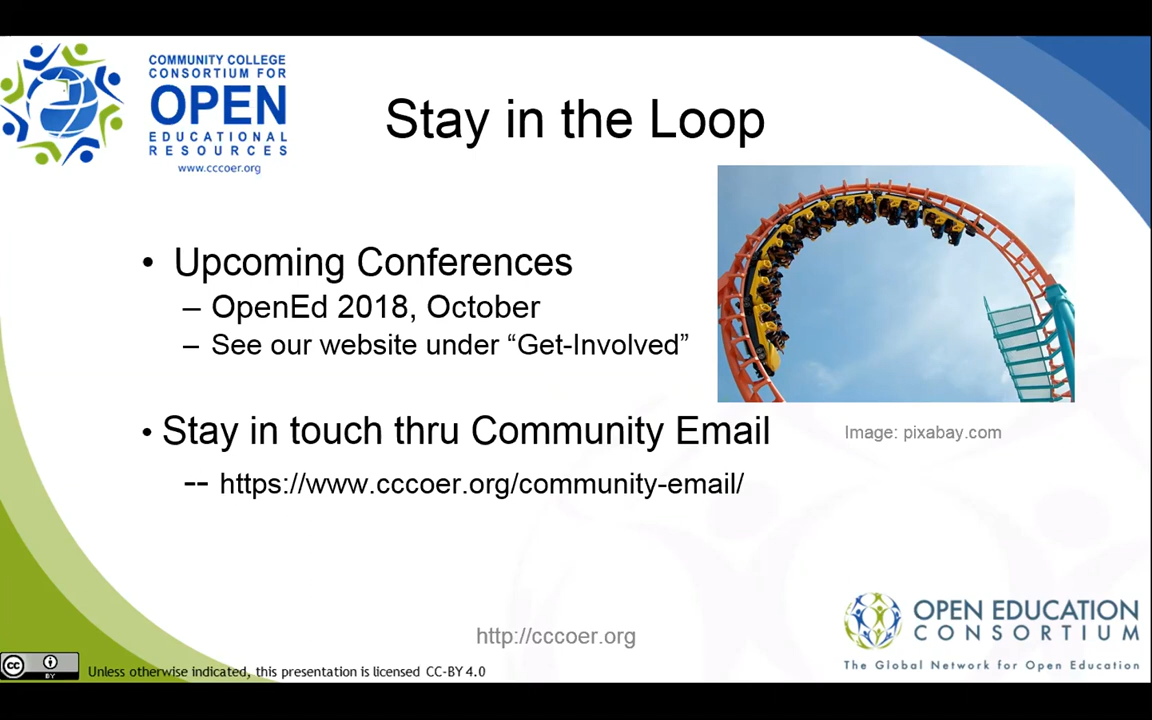 COMMUNITY COLLEGE
CONSORTIUM FOR
OPEN
EDUCATIONAL
RESOURCES
www.cccoer.org
Stay in the Loop
• Upcoming Conferences
– OpenEd 2018, October
– See our website under “Get-Involved”
• Stay in touch thru Community Email
Image: pixabay.com
-- https://www.cccoer.org/community-email/
http://cccoer.org
OPEN EDUCATION
CONSORTIUM
The Global Network for Open Education
cc BY
Unless otherwise indicated, this presentation is licensed CC-BY 4.0